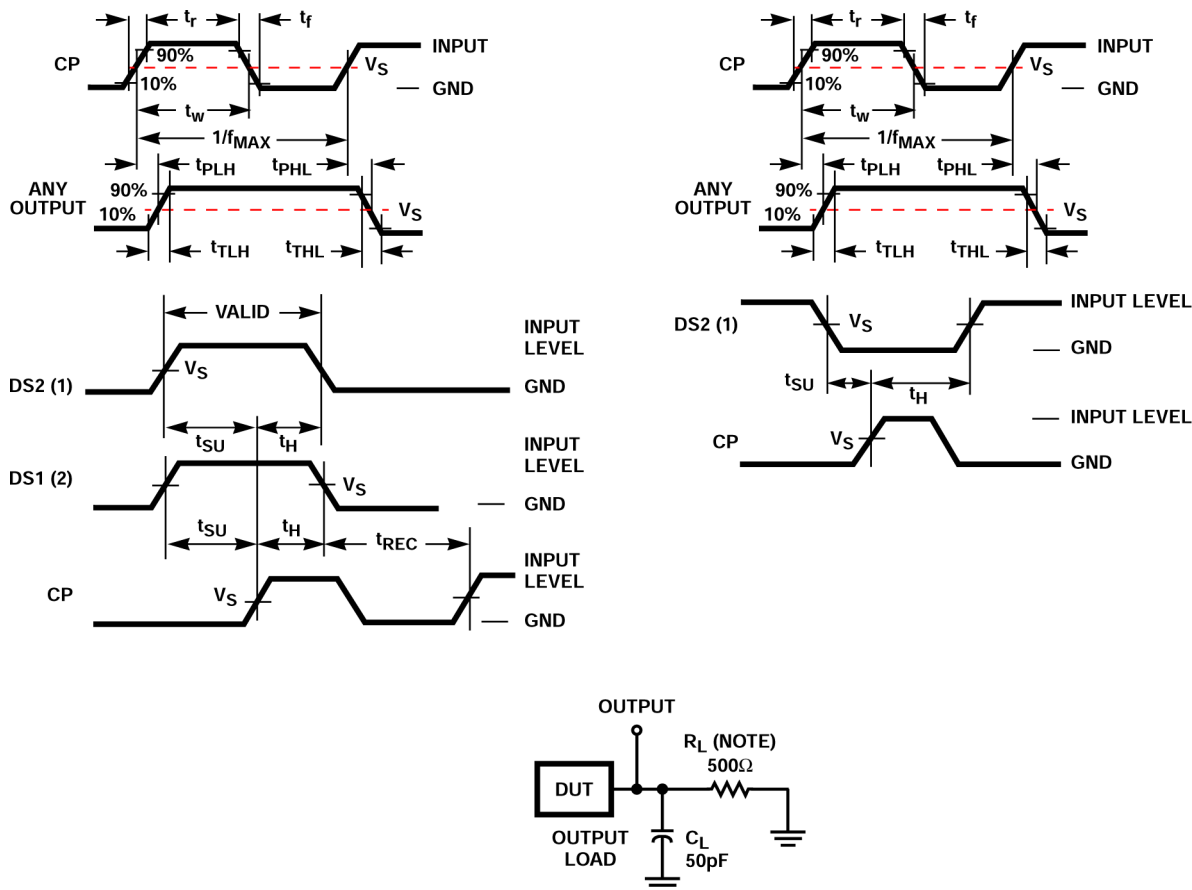 tr
tf
INPUT
90%
CP
VS
10%
GND
tW
1/fMAX
tPLH
tPHL
ANY
OUTPUT
90%
10%
VS
tTLH
tTHL
VALID
INPUT
LEVEL
VS
DS2 (1)
GND
tSU
tH
INPUT
LEVEL
DS1 (2)
VS
GND
tSU
tH
tREC
INPUT
LEVEL
CP
VS
GND
tr
tf
INPUT
90%
CP
VS
10%
GND
tW
1/fMAX
tPLH
tPHL
ANY
OUTPUT
90%
10%
VS
tTLH
tTHL
INPUT LEVEL
DS2 (1)
VS
GND
tSU
tH
INPUT LEVEL
CP
VS
GND
OUTPUT
RL (NOTE)
500Ω
DUT
OUTPUT
LOAD
CL
50pF